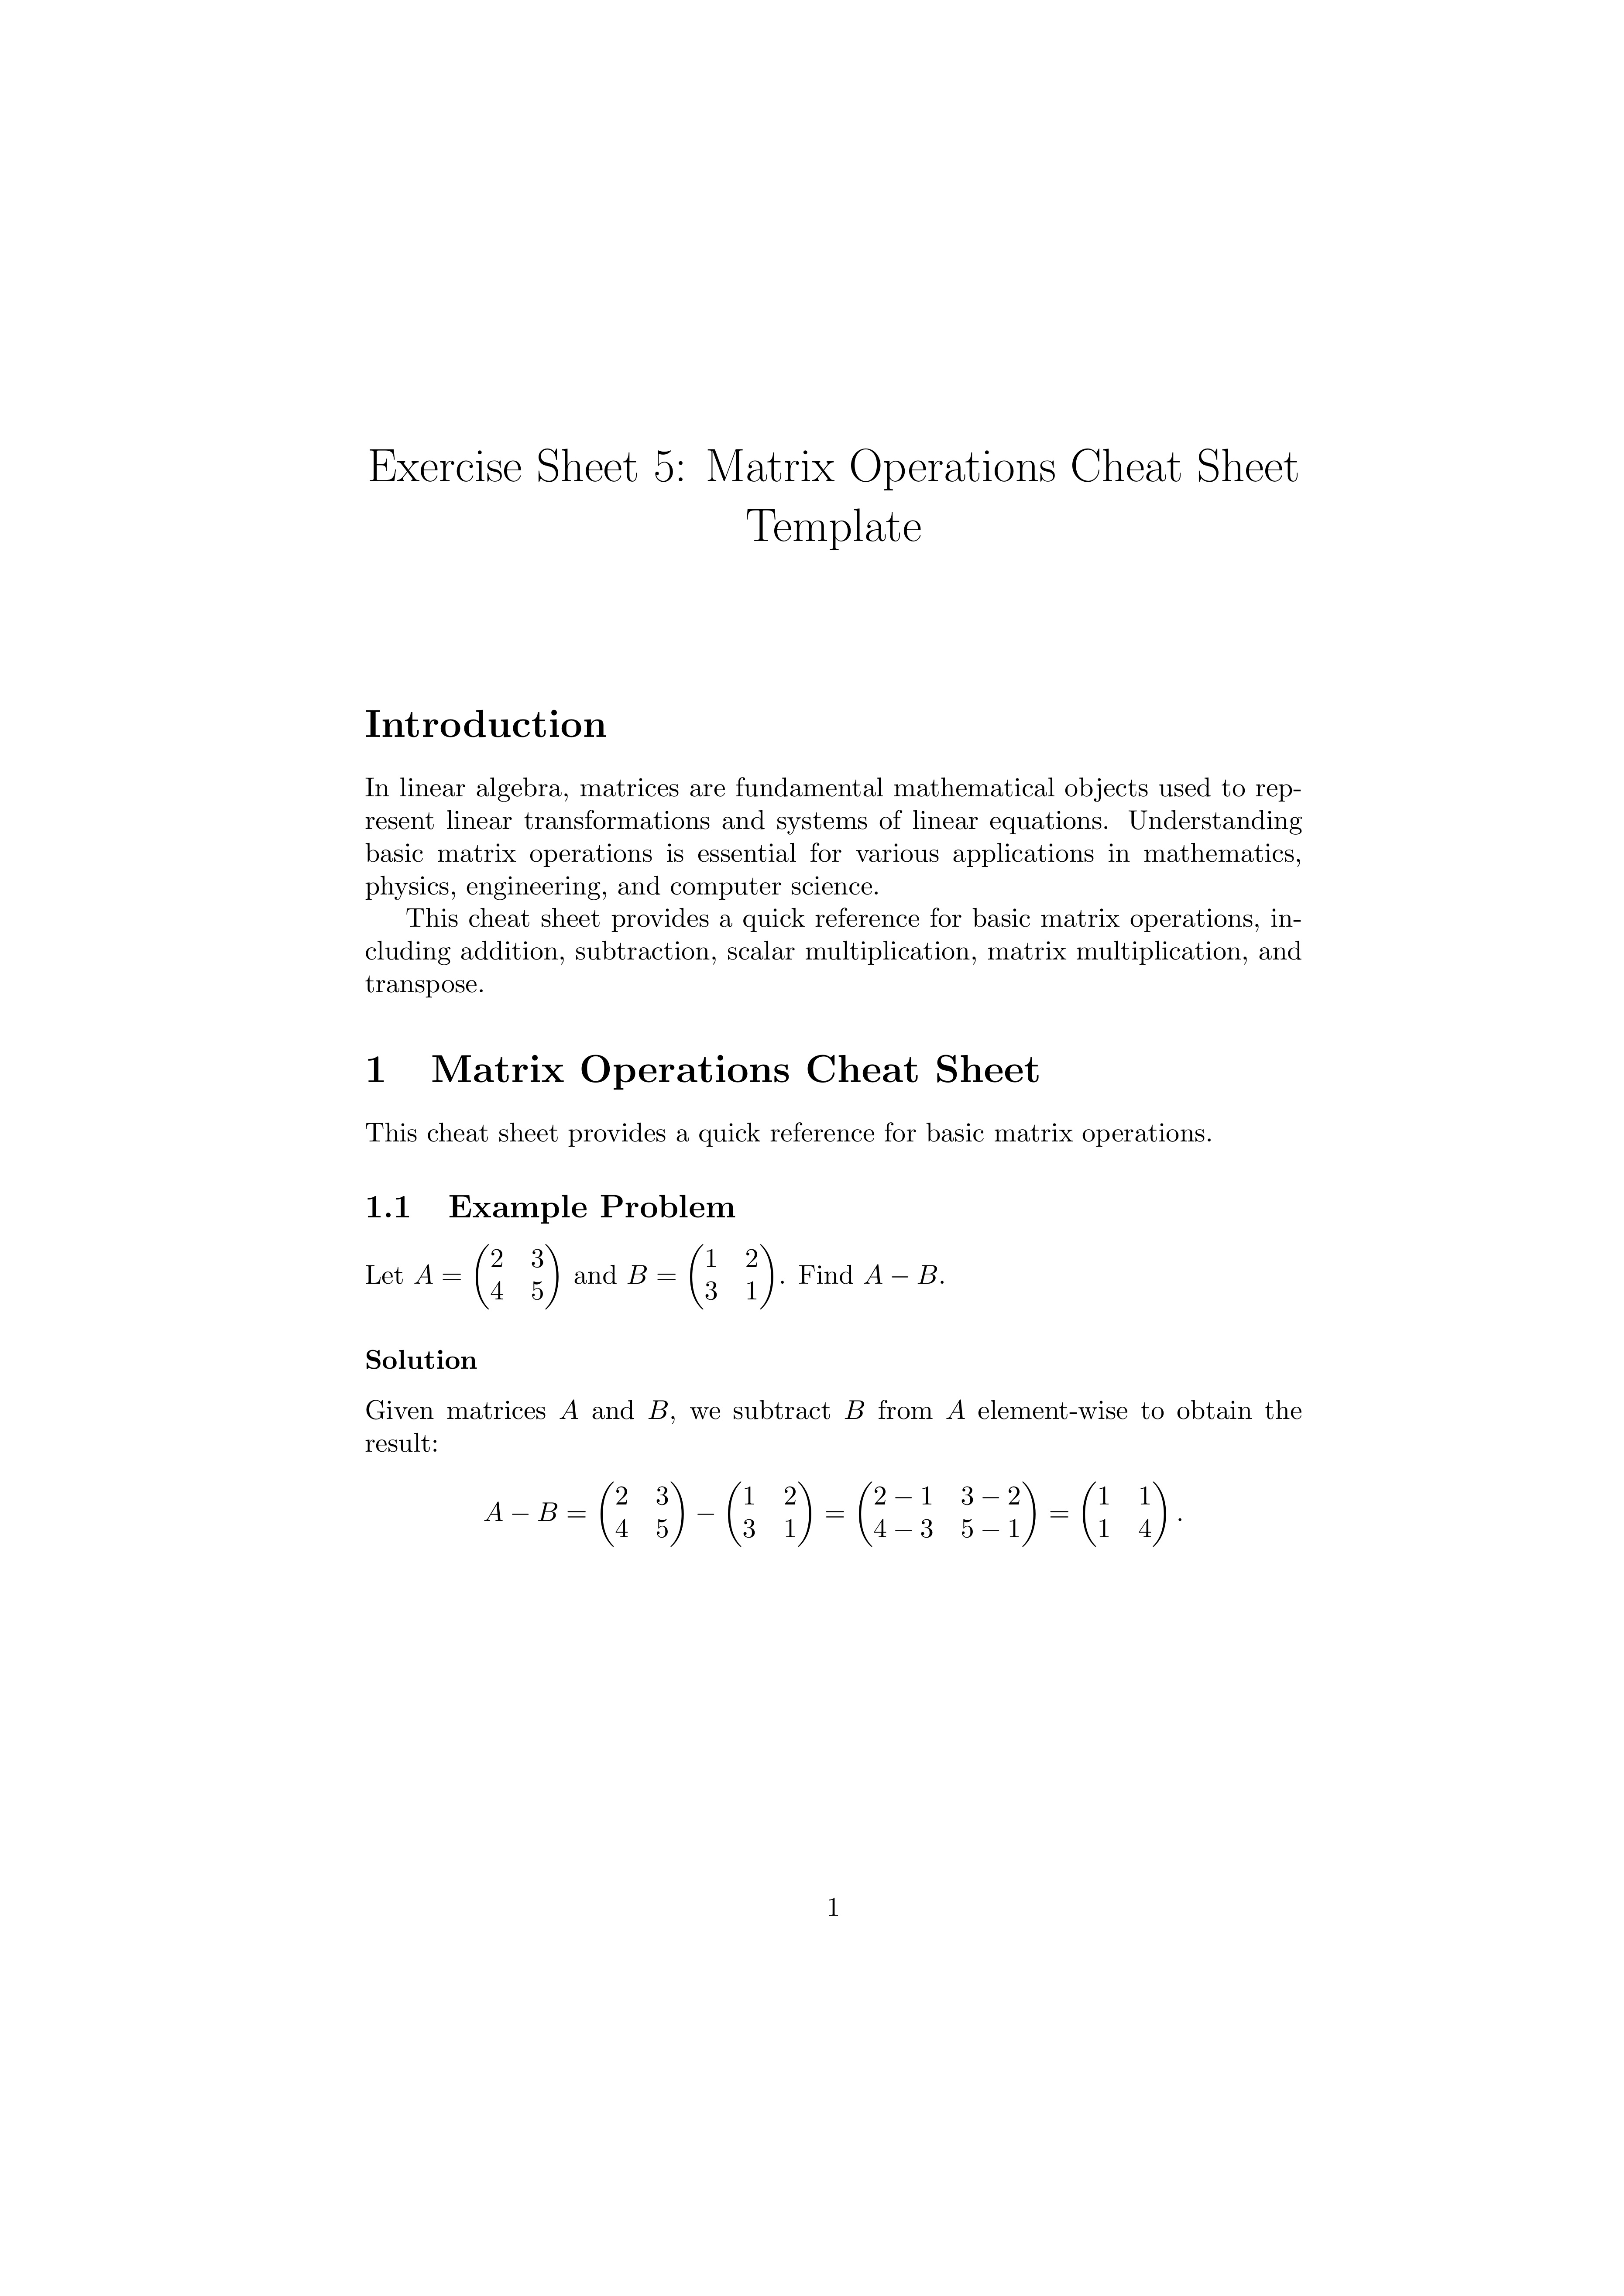 Exercise Sheet 5: Matrix Operations Cheat Sheet
Template
Introduction
In linear algebra, matrices are fundamental mathematical objects used to rep-
resent linear transformations and systems of linear equations. Understanding
basic matrix operations is essential for various applications in mathematics,
physics, engineering, and computer science.
This cheat sheet provides a quick reference for basic matrix operations, in-
cluding addition, subtraction, scalar multiplication, matrix multiplication, and
transpose.
1 Matrix Operations Cheat Sheet
This cheat sheet provides a quick reference for basic matrix operations.
1.1 Example Problem
Let $A = \begin{pmatrix} 2 & 3 \\ 4 & 5 \end{pmatrix}$ and $B = \begin{pmatrix} 1 & 2 \\ 3 & 1 \end{pmatrix}$. Find $A - B$.
Solution
Given matrices $A$ and $B$, we subtract $B$ from $A$ element-wise to obtain the
result:
$A - B = \begin{pmatrix} 2 & 3 \\ 4 & 5 \end{pmatrix} - \begin{pmatrix} 1 & 2 \\ 3 & 1 \end{pmatrix} = \begin{pmatrix} 2 - 1 & 3 - 2 \\ 4 - 3 & 5 - 1 \end{pmatrix} = \begin{pmatrix} 1 & 1 \\ 1 & 4 \end{pmatrix}.$
1